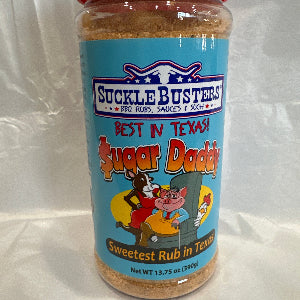 SUCKLEBUSTERS
BBQ RUBS, SAUCES & SUCH
BEST IN TEXAS!
$ugar Daddy
Sweetest Rub in Texas
Net WT 13.75 oz (390g)